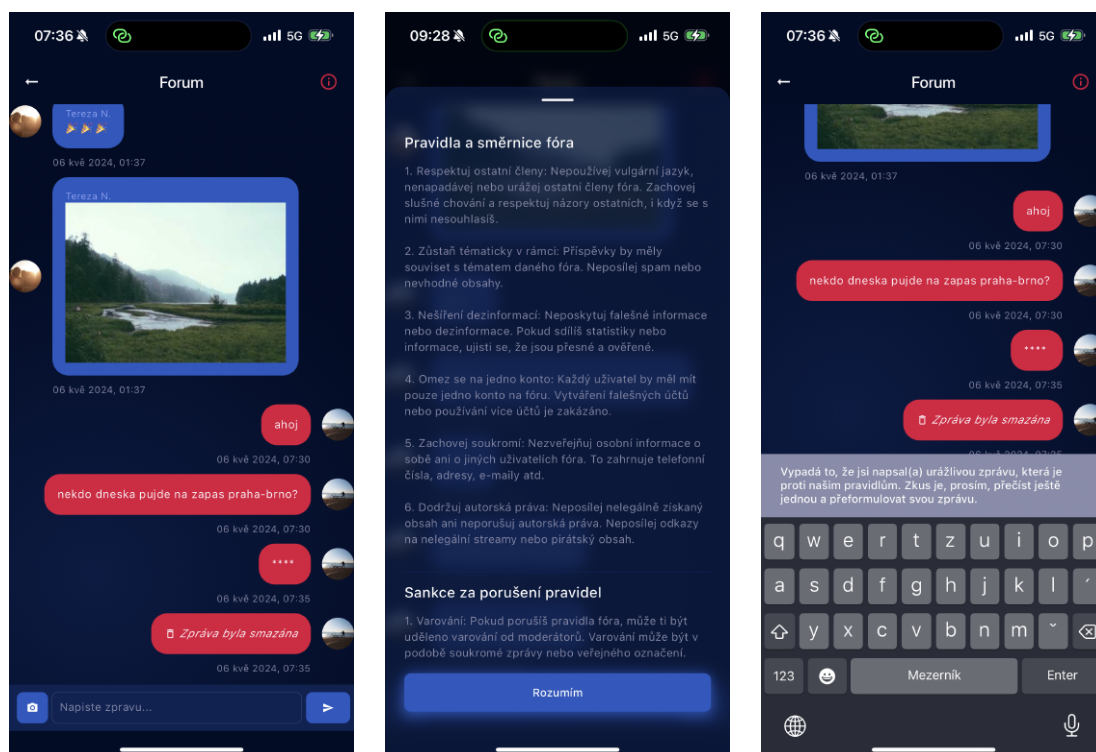 07:36
5G
Forum
Tereza N.
06 kvě 2024, 01:37
Tereza N.
06 kvě 2024, 01:37
ahoj
06 kvě 2024, 07:30
nekdo dneska pujde na zapas praha-brno?
06 kvě 2024, 07:30
****
06 kvě 2024, 07:35
Zpráva byla smazána
06 kvě 2024, 07:35
Napiste zpravu...
09:28
5G
Pravidla a směrnice fóra
1. Respektuj ostatní členy: Nepoužívej vulgární jazyk,
nenapadávej nebo urážej ostatní členy fóra. Zachovej
slušné chování a respektuj názory ostatních, i když se s
nimi nesouhlasíš.
2. Zůstaň tématicky v rámci: Příspěvky by měly
souviset s tématem daného fóra. Neposílej spam nebo
nevhodné obsahy.
3. Nešíření dezinformací: Neposkytuj falešné informace
nebo dezinformace. Pokud sdílíš statistiky nebo
informace, ujisti se, že jsou přesné a ověřené.
4. Omez se na jedno konto: Každý uživatel by měl mít
pouze jedno konto na fóru. Vytváření falešných účtů
nebo používání více účtů je zakázáno.
5. Zachovej soukromí: Nezveřejňuj osobní informace o
sobě ani o jiných uživatelích fóra. To zahrnuje telefonní
čísla, adresy, e-maily atd.
6. Dodržuj autorská práva: Neposílej nelegálně získaný
obsah ani neporušuj autorská práva. Neposílej odkazy
na nelegální streamy nebo pirátský obsah.
Sankce za porušení pravidel
1. Varování: Pokud porušíš pravidla fóra, může ti být
uděleno varování od moderátorů. Varování může být v
podobě soukromé zprávy nebo veřejného označení.
Rozumím
07:36
5G
Forum
06 kvě 2024, 01:37
ahoj
06 kvě 2024, 07:30
nekdo dneska pujde na zapas praha-brno?
06 kvě 2024, 07:30
****
06 kvě 2024, 07:35
Zpráva byla smazána
06 kvě 2024, 07:35
Vypadá to, že jsi napsal(a) urážlivou zprávu, která je
proti našim pravidlům. Zkus je, prosím, přečíst ještě
jednou a přeformulovat svou zprávu.
q w e r t z u i o p
a s d f g h j k l ´
y x c v b n m ˇ
123 Mezerník Enter